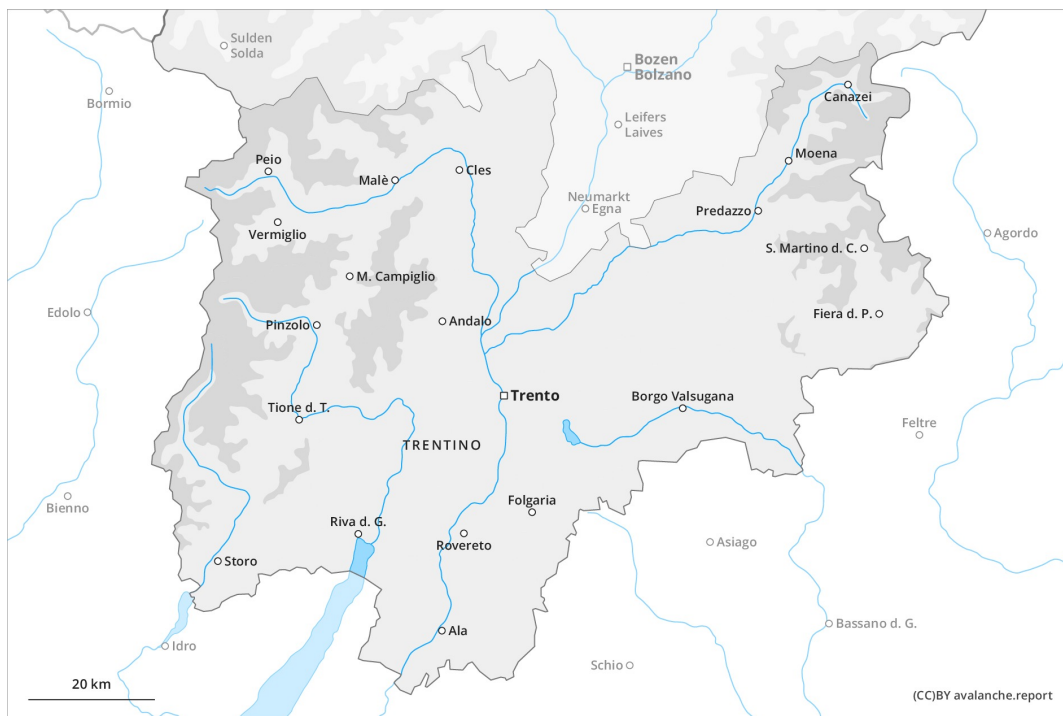 Sulden
Solda
Bozen
Bolzano
Bormio
Canazei
Leifers
Laives
Peio
Moena
Malè
Cles
Neumarkt
Egna
Predazzo
Vermiglio
Agordo
S. Martino d. C.
M. Campiglio
Edolo
Fiera d. P.
Pinzolo
Andalo
Trento
Borgo Valsugana
Tione d. T.
Feltre
TRENTINO
Bienno
Folgaria
Riva d. G.
Rovereto
Asiago
Storo
Bassano d. G.
Ala
Idro
Schio
20 km
(CC)BY avalanche.report